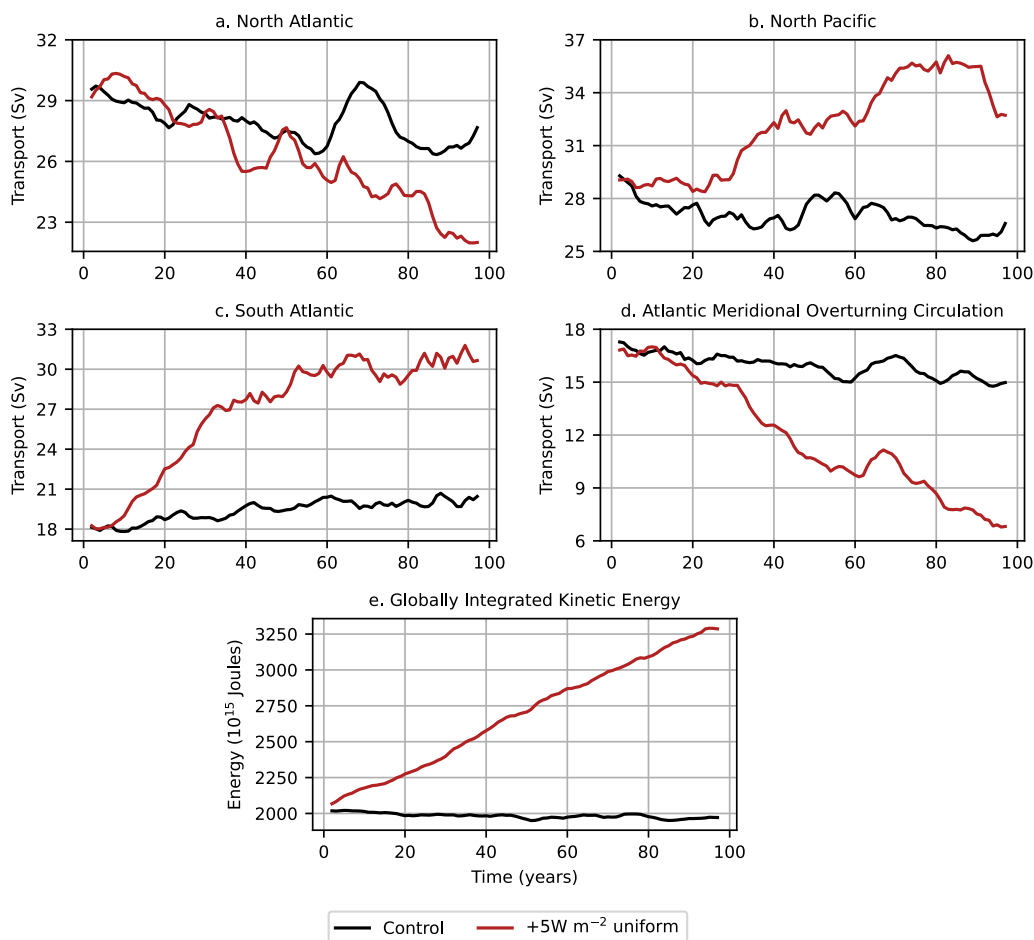 a. North Atlantic
b. North Pacific
32
29
26
23
Transport (Sv)
0 20 40 60 80 100
37
34
31
28
25
Transport (Sv)
0 20 40 60 80 100
c. South Atlantic
d. Atlantic Meridional Overturning Circulation
33
30
27
24
21
18
Transport (Sv)
0 20 40 60 80 100
18
15
12
9
6
Transport (Sv)
0 20 40 60 80 100
e. Globally Integrated Kinetic Energy
3250
3000
2750
2500
2250
2000
Energy (10¹⁵ Joules)
0 20 40 60 80 100
Time (years)
Control
+5W m⁻² uniform